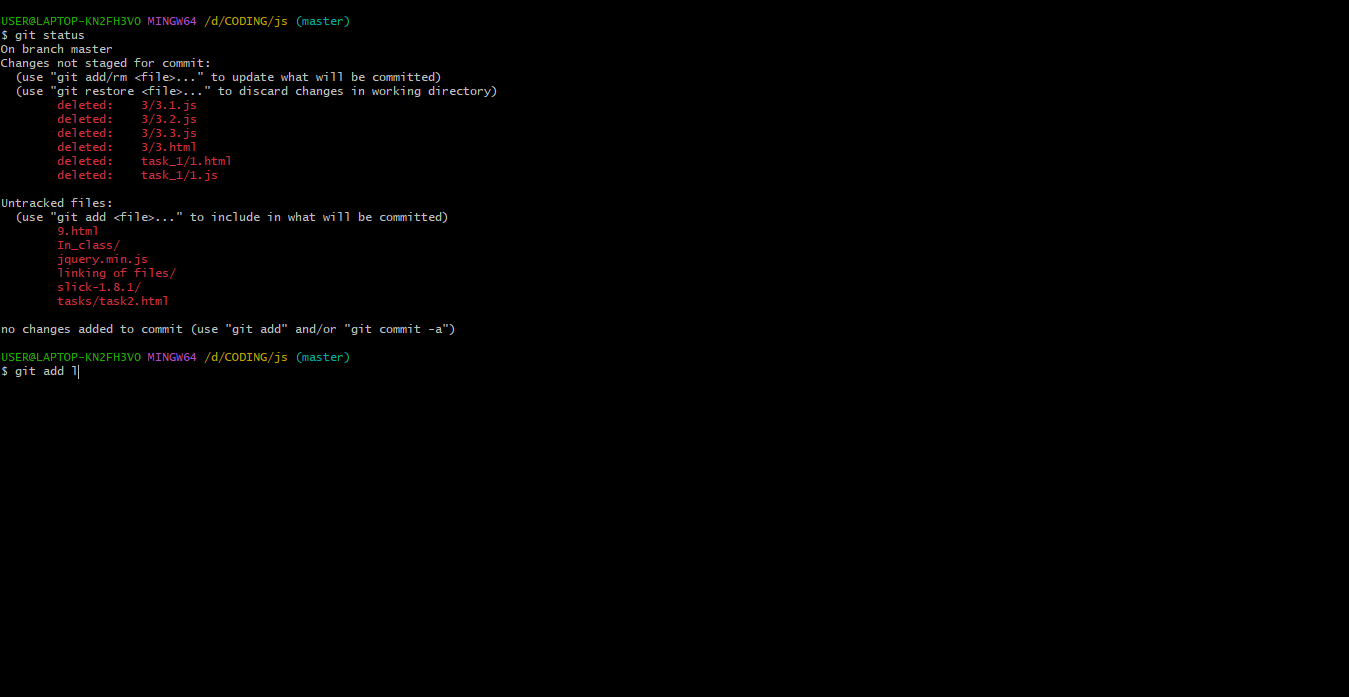 USER@LAPTOP-KN2FH3VO MINGW64 /d/CODING/js (master)
$ git status
On branch master
Changes not staged for commit:
  (use "git add/rm <file>..." to update what will be committed)
  (use "git restore <file>..." to discard changes in working directory)
        deleted:    3/3.1.js
        deleted:    3/3.2.js
        deleted:    3/3.3.js
        deleted:    3/3.html
        deleted:    task_1/1.html
        deleted:    task_1/1.js

Untracked files:
  (use "git add <file>..." to include in what will be committed)
        9.html
        In_class/
        jquery.min.js
        linking of files/
        slick-1.8.1/
        tasks/task2.html

no changes added to commit (use "git add" and/or "git commit -a")

USER@LAPTOP-KN2FH3VO MINGW64 /d/CODING/js (master)
$ git add l